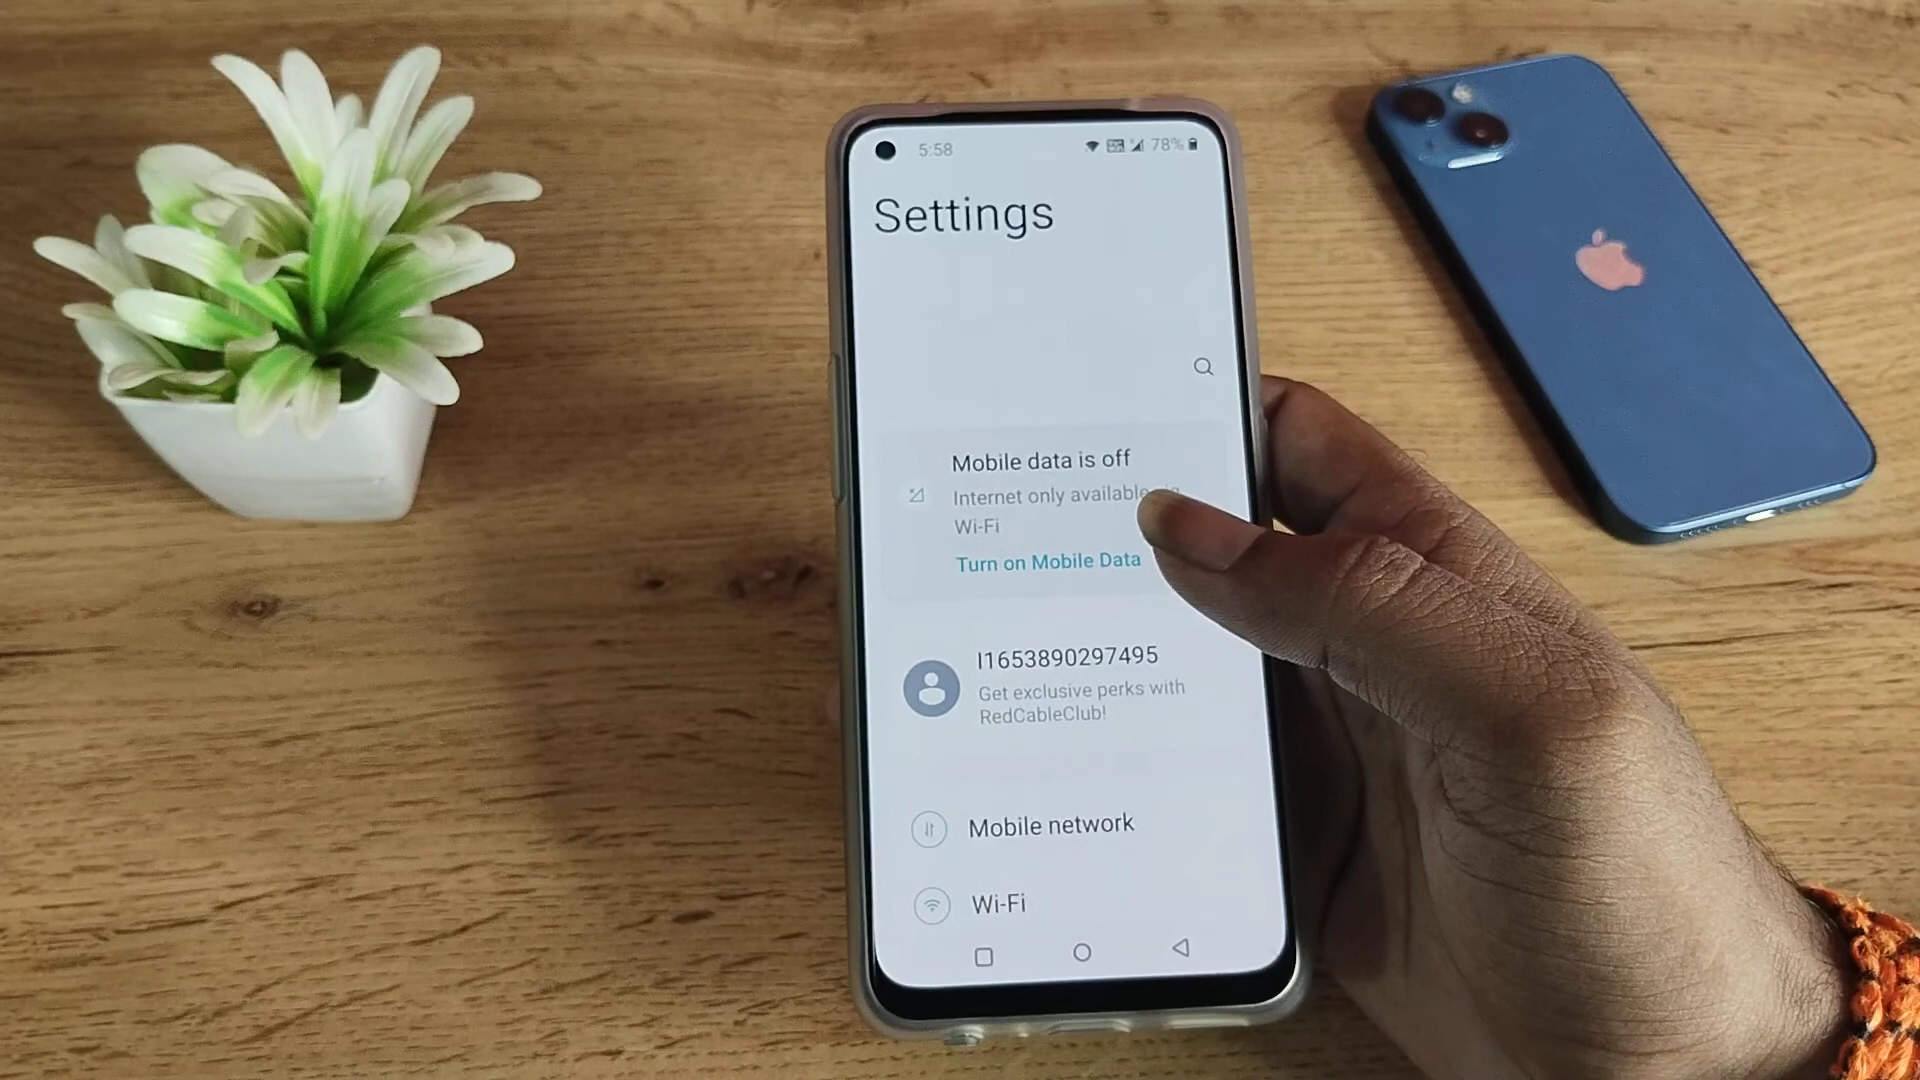 5:58
78%
Settings
Mobile data is off
Internet only available
Wi-Fi
Turn on Mobile Data
I1653890297495
Get exclusive perks with
RedCableClub!
Mobile network
Wi-Fi